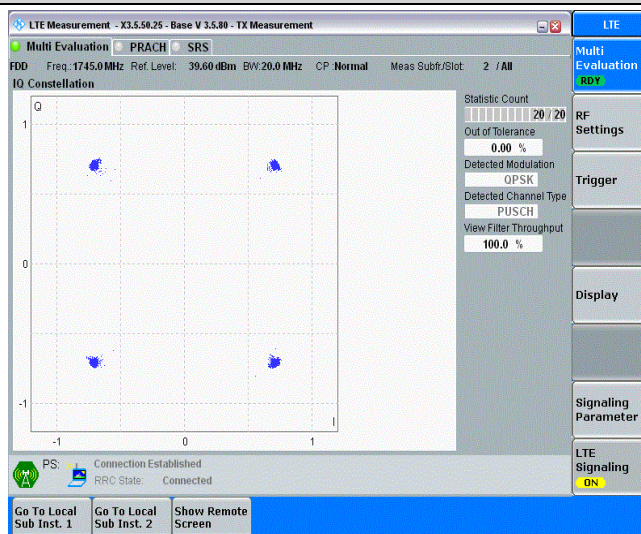 LTE Measurement - X3.5.50.25 - Base V 3.5.80 - TX Measurement
LTE
Multi Evaluation PRACH SRS
Multi
Evaluation
RDY
FDD Freq.:1745.0 MHz Ref. Level: 39.60 dBm BW:20.0 MHz CP :Normal Meas Subfr./Slot: 2 / All
IQ Constellation
Q
1
0
-1
-1 0 1
I
Statistic Count
20 / 20
Out of Tolerance
0.00 %
Detected Modulation
QPSK
Detected Channel Type
PUSCH
View Filter Throughput
100.0 %
RF
Settings
Trigger
Display
Signaling
Parameter
LTE
Signaling
ON
PS: Connection Established
RRC State: Connected
Go To Local
Sub Inst. 1
Go To Local
Sub Inst. 2
Show Remote
Screen